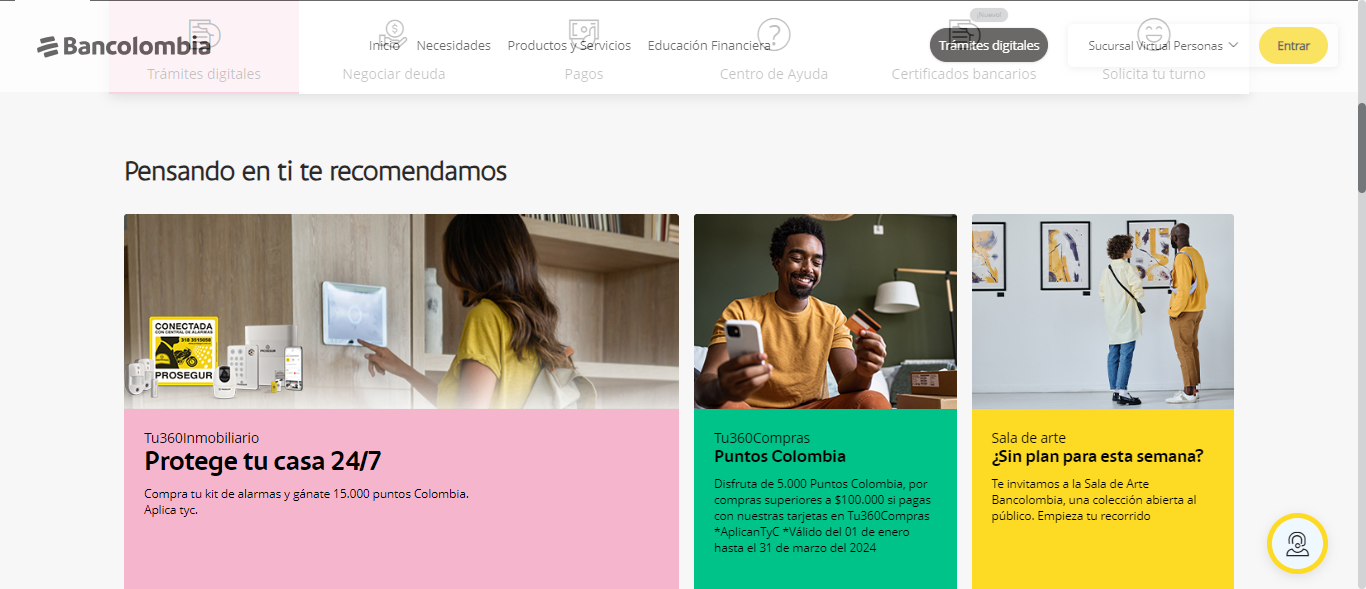 ¡Nuevo!
Bancolombia
Inicio
Necesidades
Productos y Servicios
Educación Financiera
Trámites digitales
Sucursal Virtual Personas
Entrar
Trámites digitales
Negociar deuda
Pagos
Centro de Ayuda
Certificados bancarios
Solicita tu turno
Pensando en ti te recomendamos
CONECTADA
CON CENTRAL DE ALARMAS
PROSEGUR
Tu360Inmobiliario
Protege tu casa 24/7
Compra tu kit de alarmas y gánate 15.000 puntos Colombia.
Aplica tyc.
Tu360Compras
Puntos Colombia
Disfruta de 5.000 Puntos Colombia, por
compras superiores a $100.000 si pagas
con nuestras tarjetas en Tu360Compras
*AplicanTyC *Válido del 01 de enero
hasta el 31 de marzo del 2024
Sala de arte
¿Sin plan para esta semana?
Te invitamos a la Sala de Arte
Bancolombia, una colección abierta al
público. Empieza tu recorrido